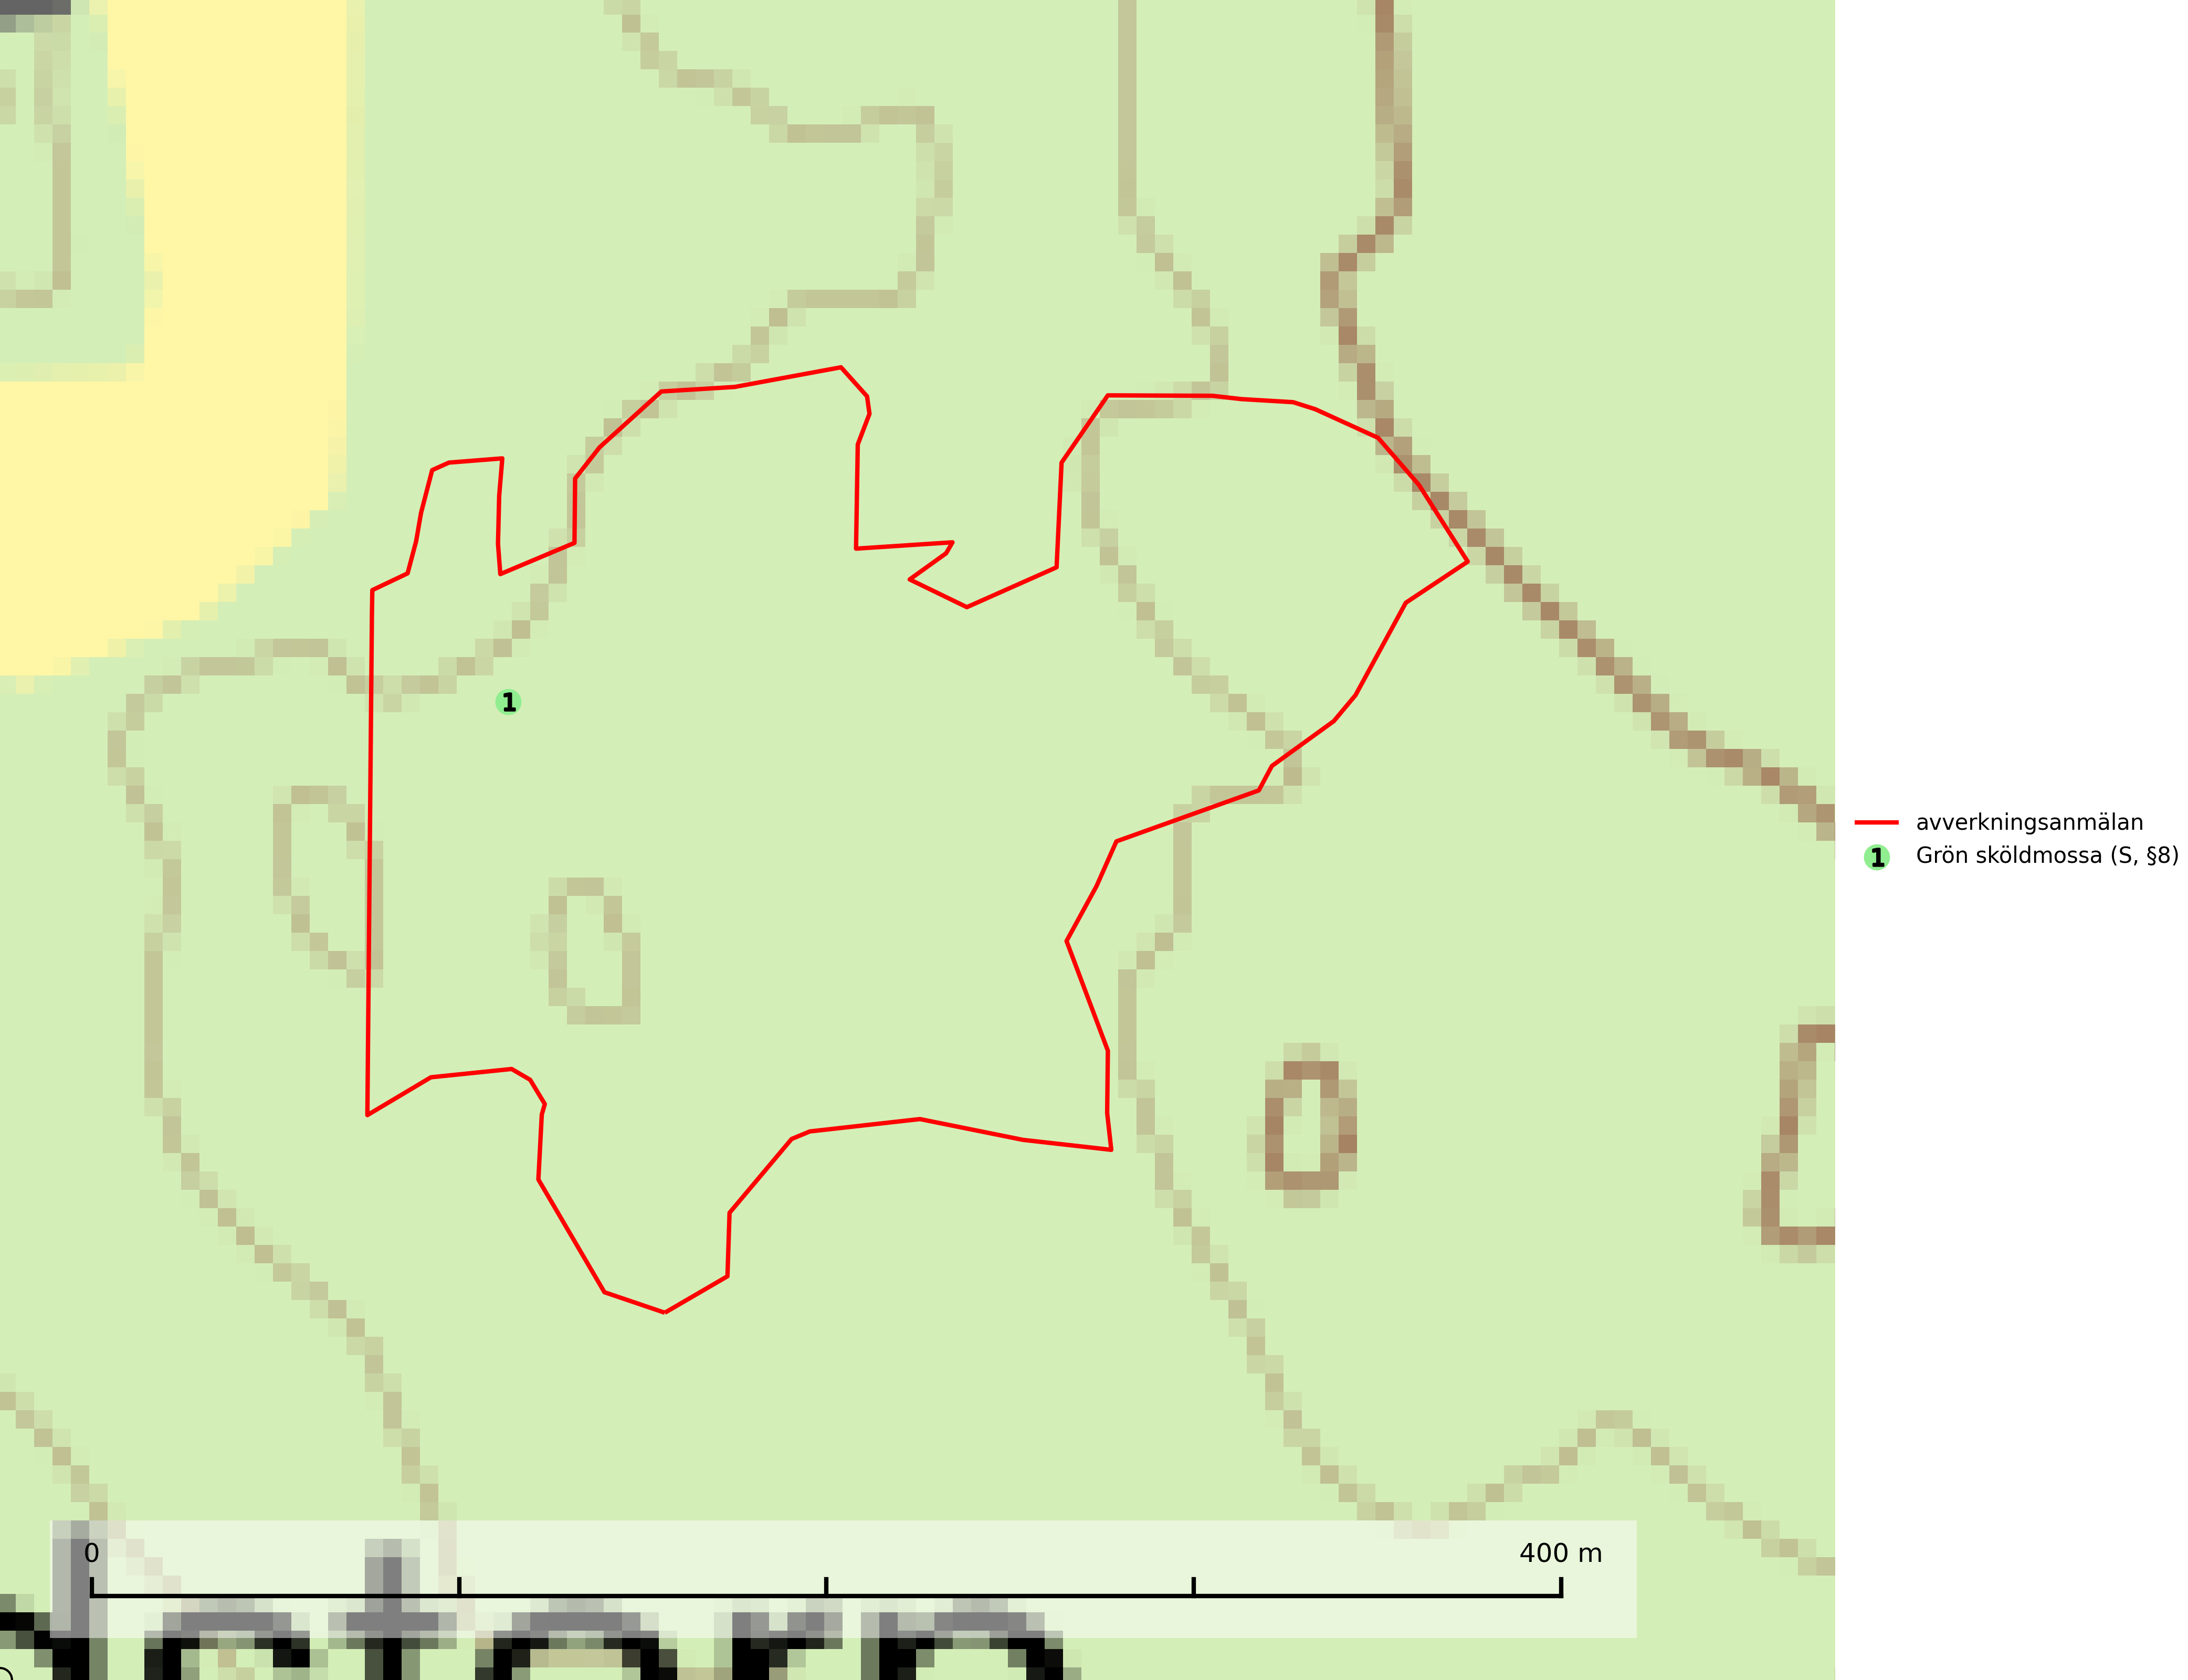 1
avverkningsanmälan
1 Grön sköldmossa (S, §8)
0 400 m